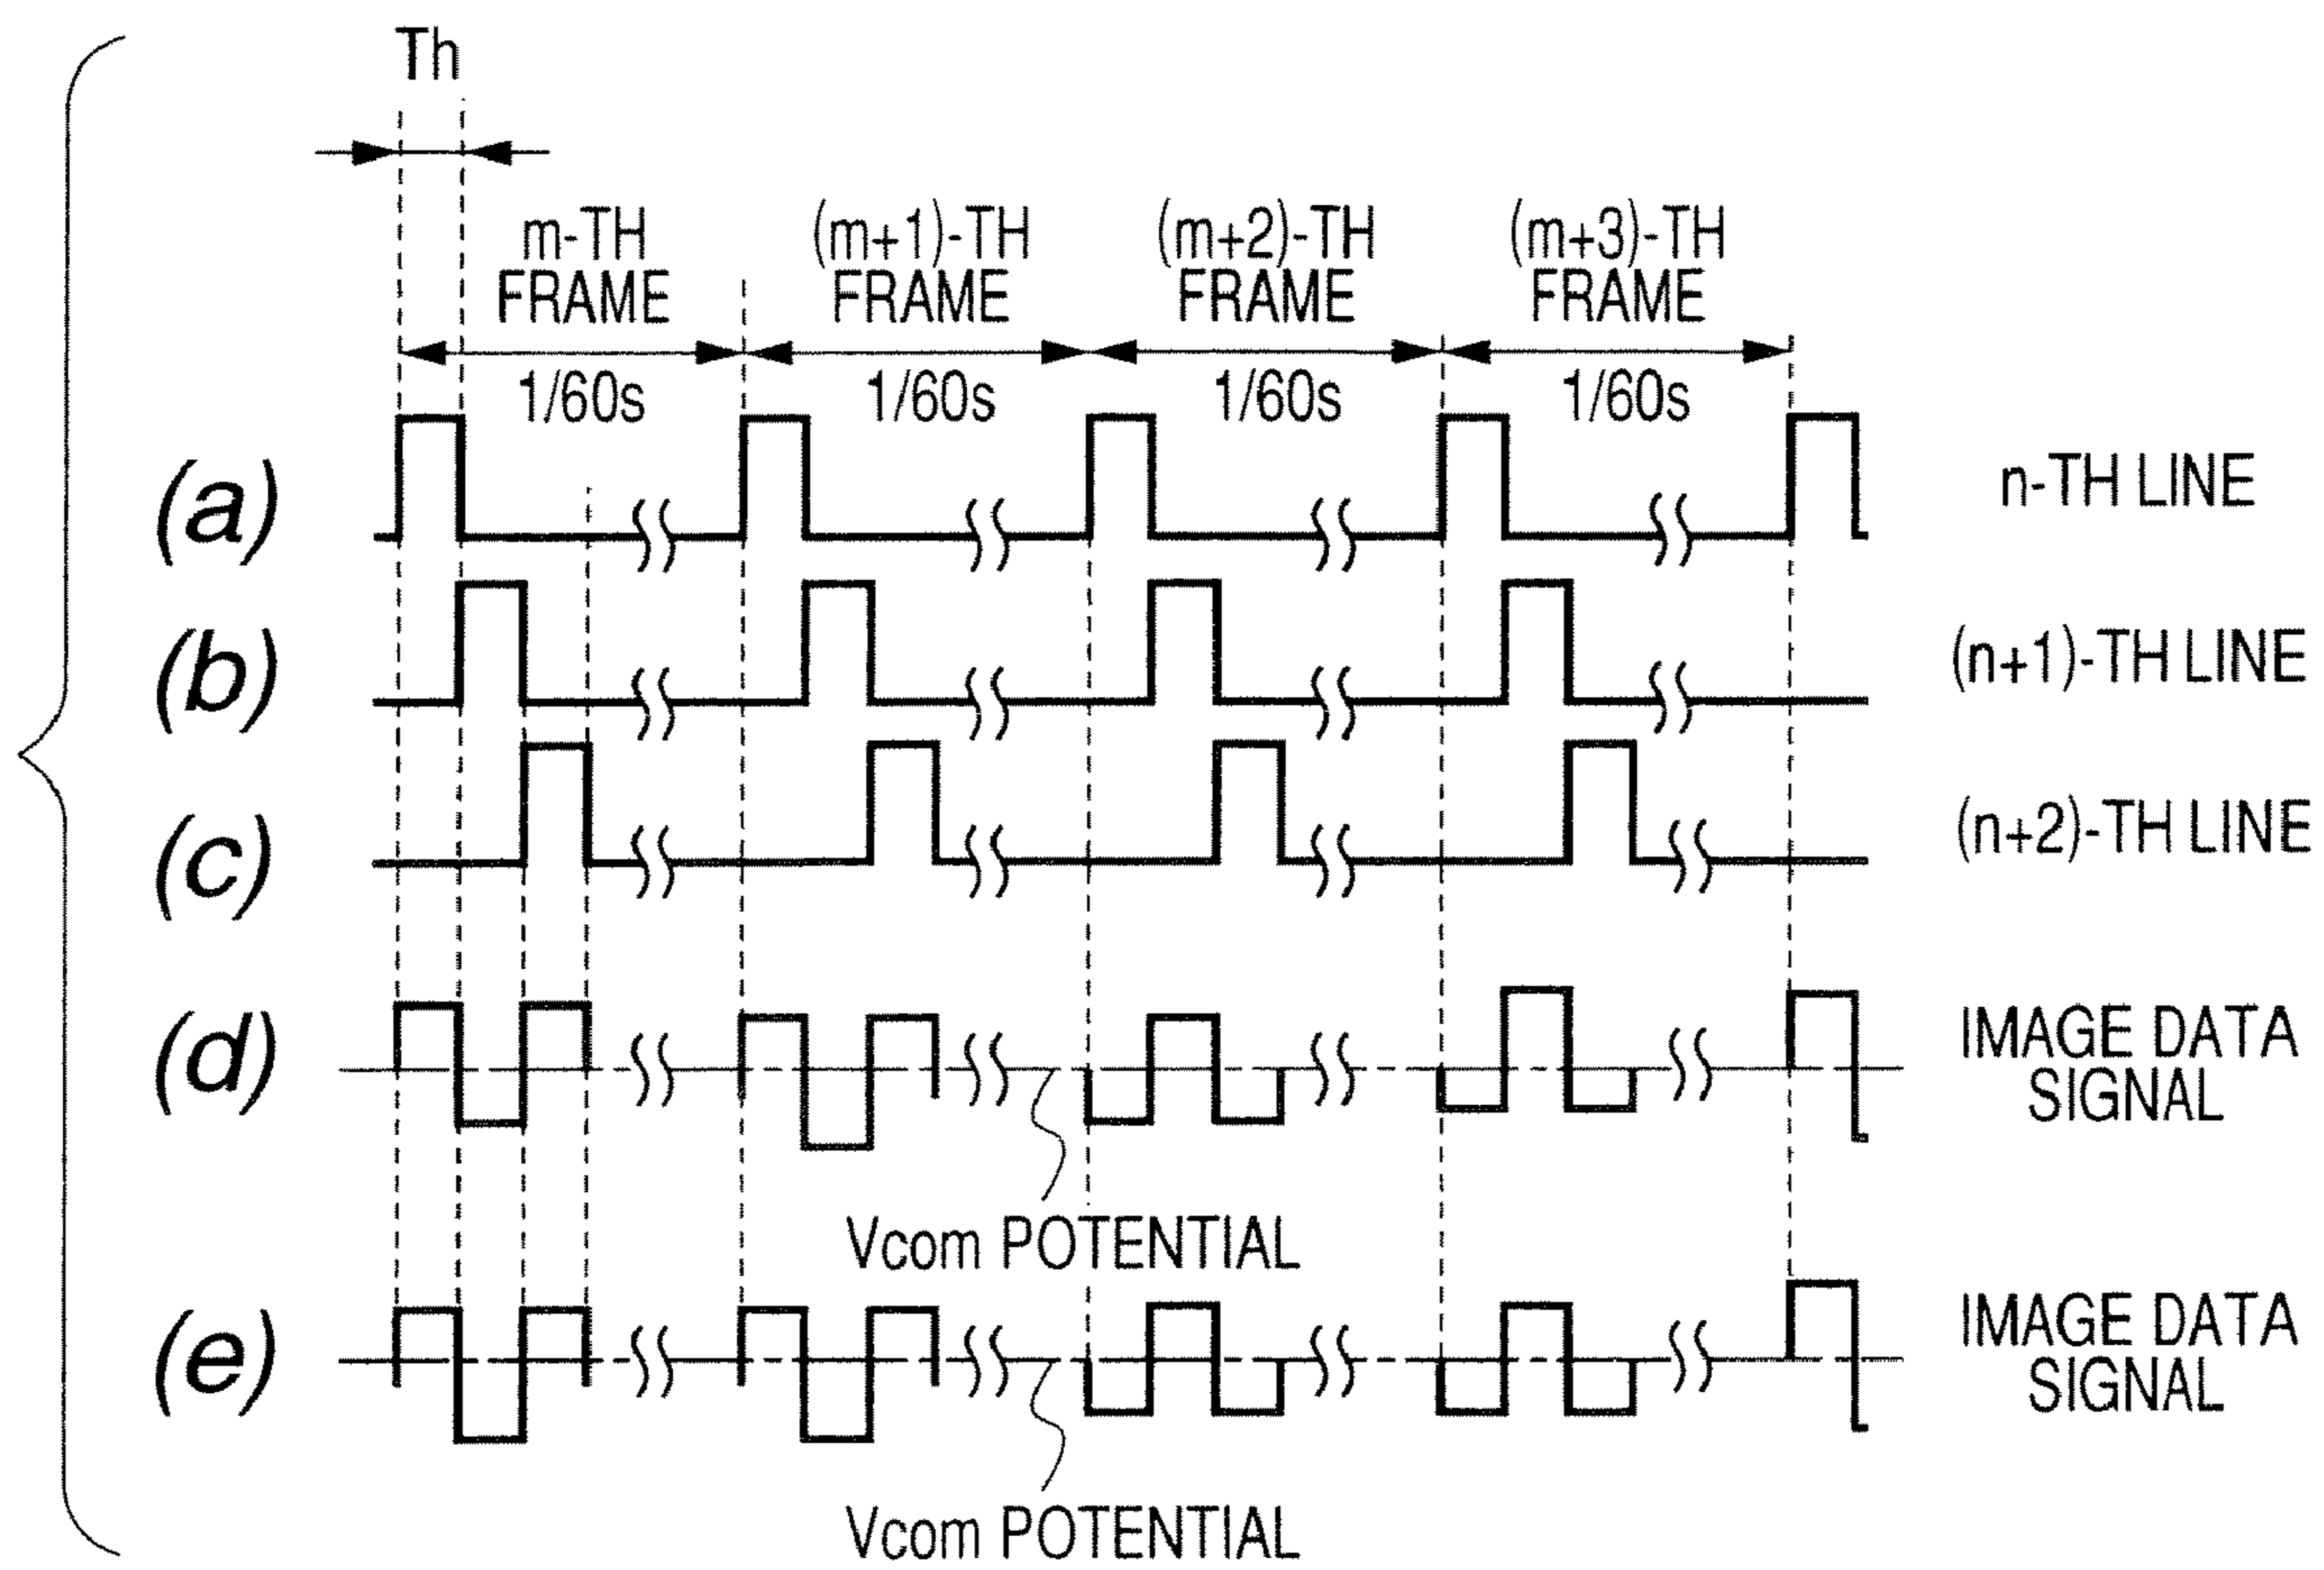 Th
m-TH (m+1)-TH (m+2)-TH (m+3)-TH
FRAME FRAME FRAME FRAME
1/60s 1/60s 1/60s 1/60s
(a) n-TH LINE
(b) (n+1)-TH LINE
(c) (n+2)-TH LINE
(d) IMAGE DATA
SIGNAL
Vcom POTENTIAL
(e) IMAGE DATA
SIGNAL
Vcom POTENTIAL